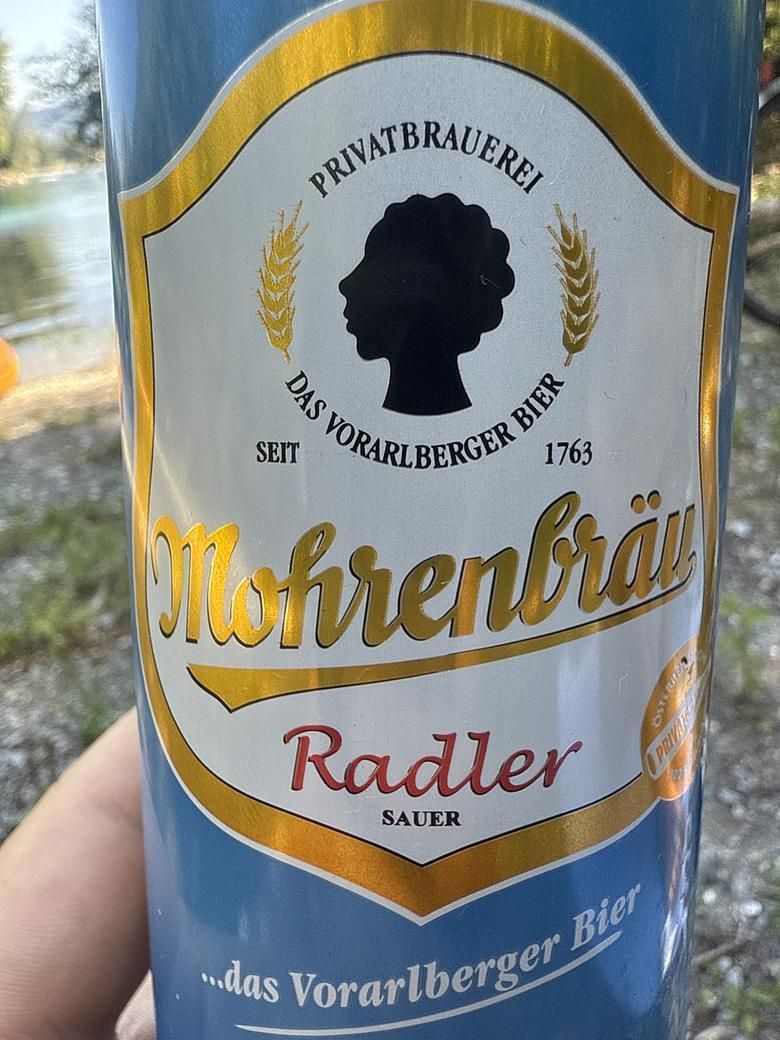 PRIVATBRAUEREI
DAS VORARLBERGER BIER
SEIT 1763
Mohrenbräu
Radler
SAUER
...das Vorarlberger Bier